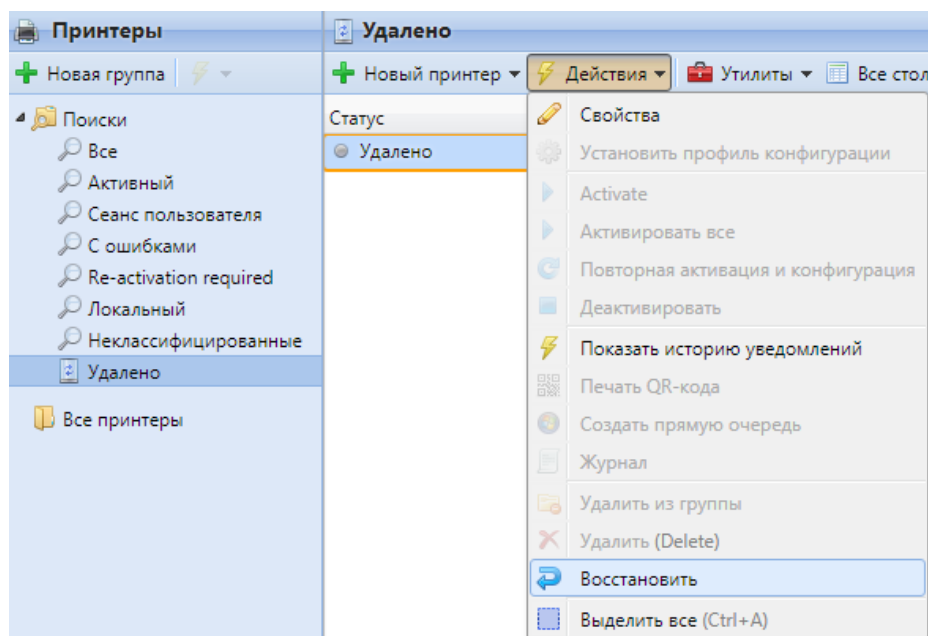 Принтеры
Новая группа
Поиски
Все
Активный
Сеанс пользователя
С ошибками
Re-activation required
Локальный
Неклассифицированные
Удалено
Все принтеры
Удалено
Новый принтер Действия Утилиты Все стол
Статус
Удалено
Свойства
Установить профиль конфигурации
Activate
Активировать все
Повторная активация и конфигурация
Деактивировать
Показать историю уведомлений
Печать QR-кода
Создать прямую очередь
Журнал
Удалить из группы
Удалить (Delete)
Восстановить
Выделить все (Ctrl+A)